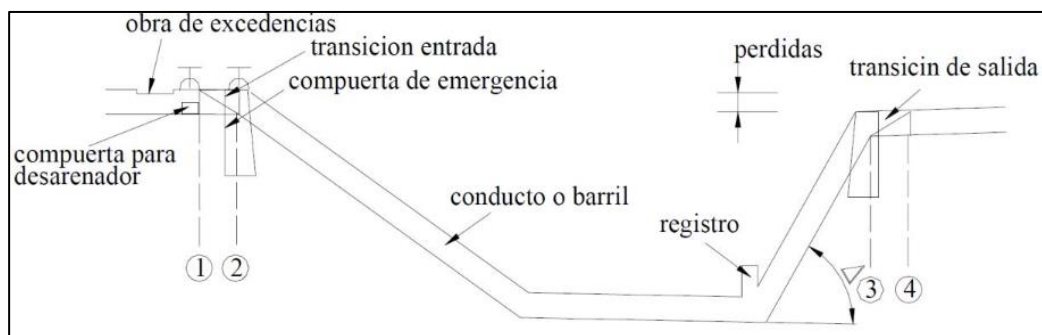 obra de excedencias
transicion entrada
compuerta de emergencia
perdidas
transicin de salida
compuerta para
desarenador
conducto o barril
registro
1
2
3
4